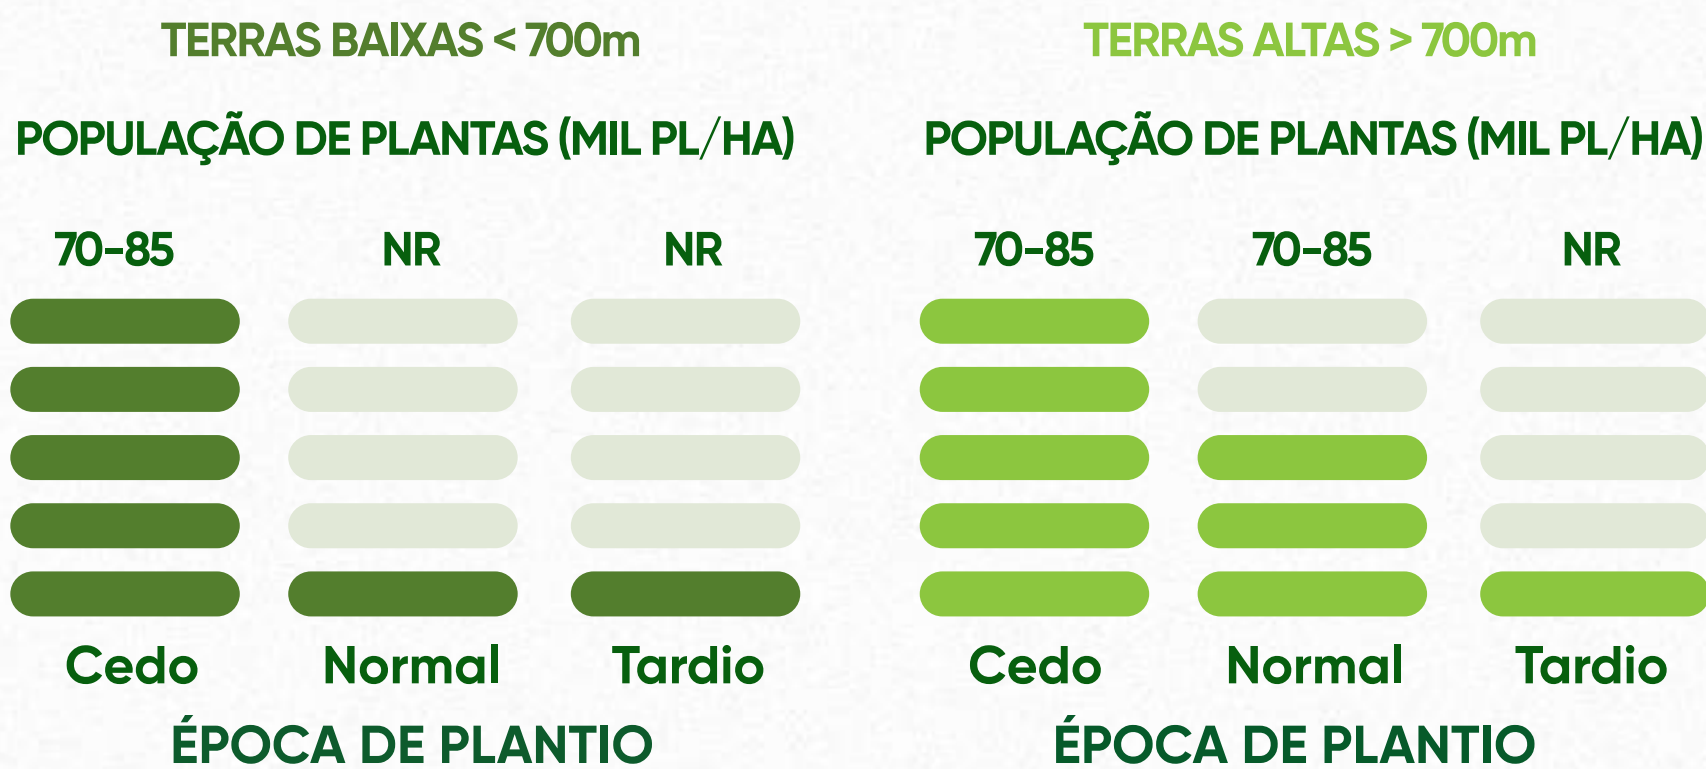 TERRAS BAIXAS < 700m
POPULAÇÃO DE PLANTAS (MIL PL/HA)
70-85 NR NR
Cedo Normal Tardio
ÉPOCA DE PLANTIO
TERRAS ALTAS > 700m
POPULAÇÃO DE PLANTAS (MIL PL/HA)
70-85 70-85 NR
Cedo Normal Tardio
ÉPOCA DE PLANTIO